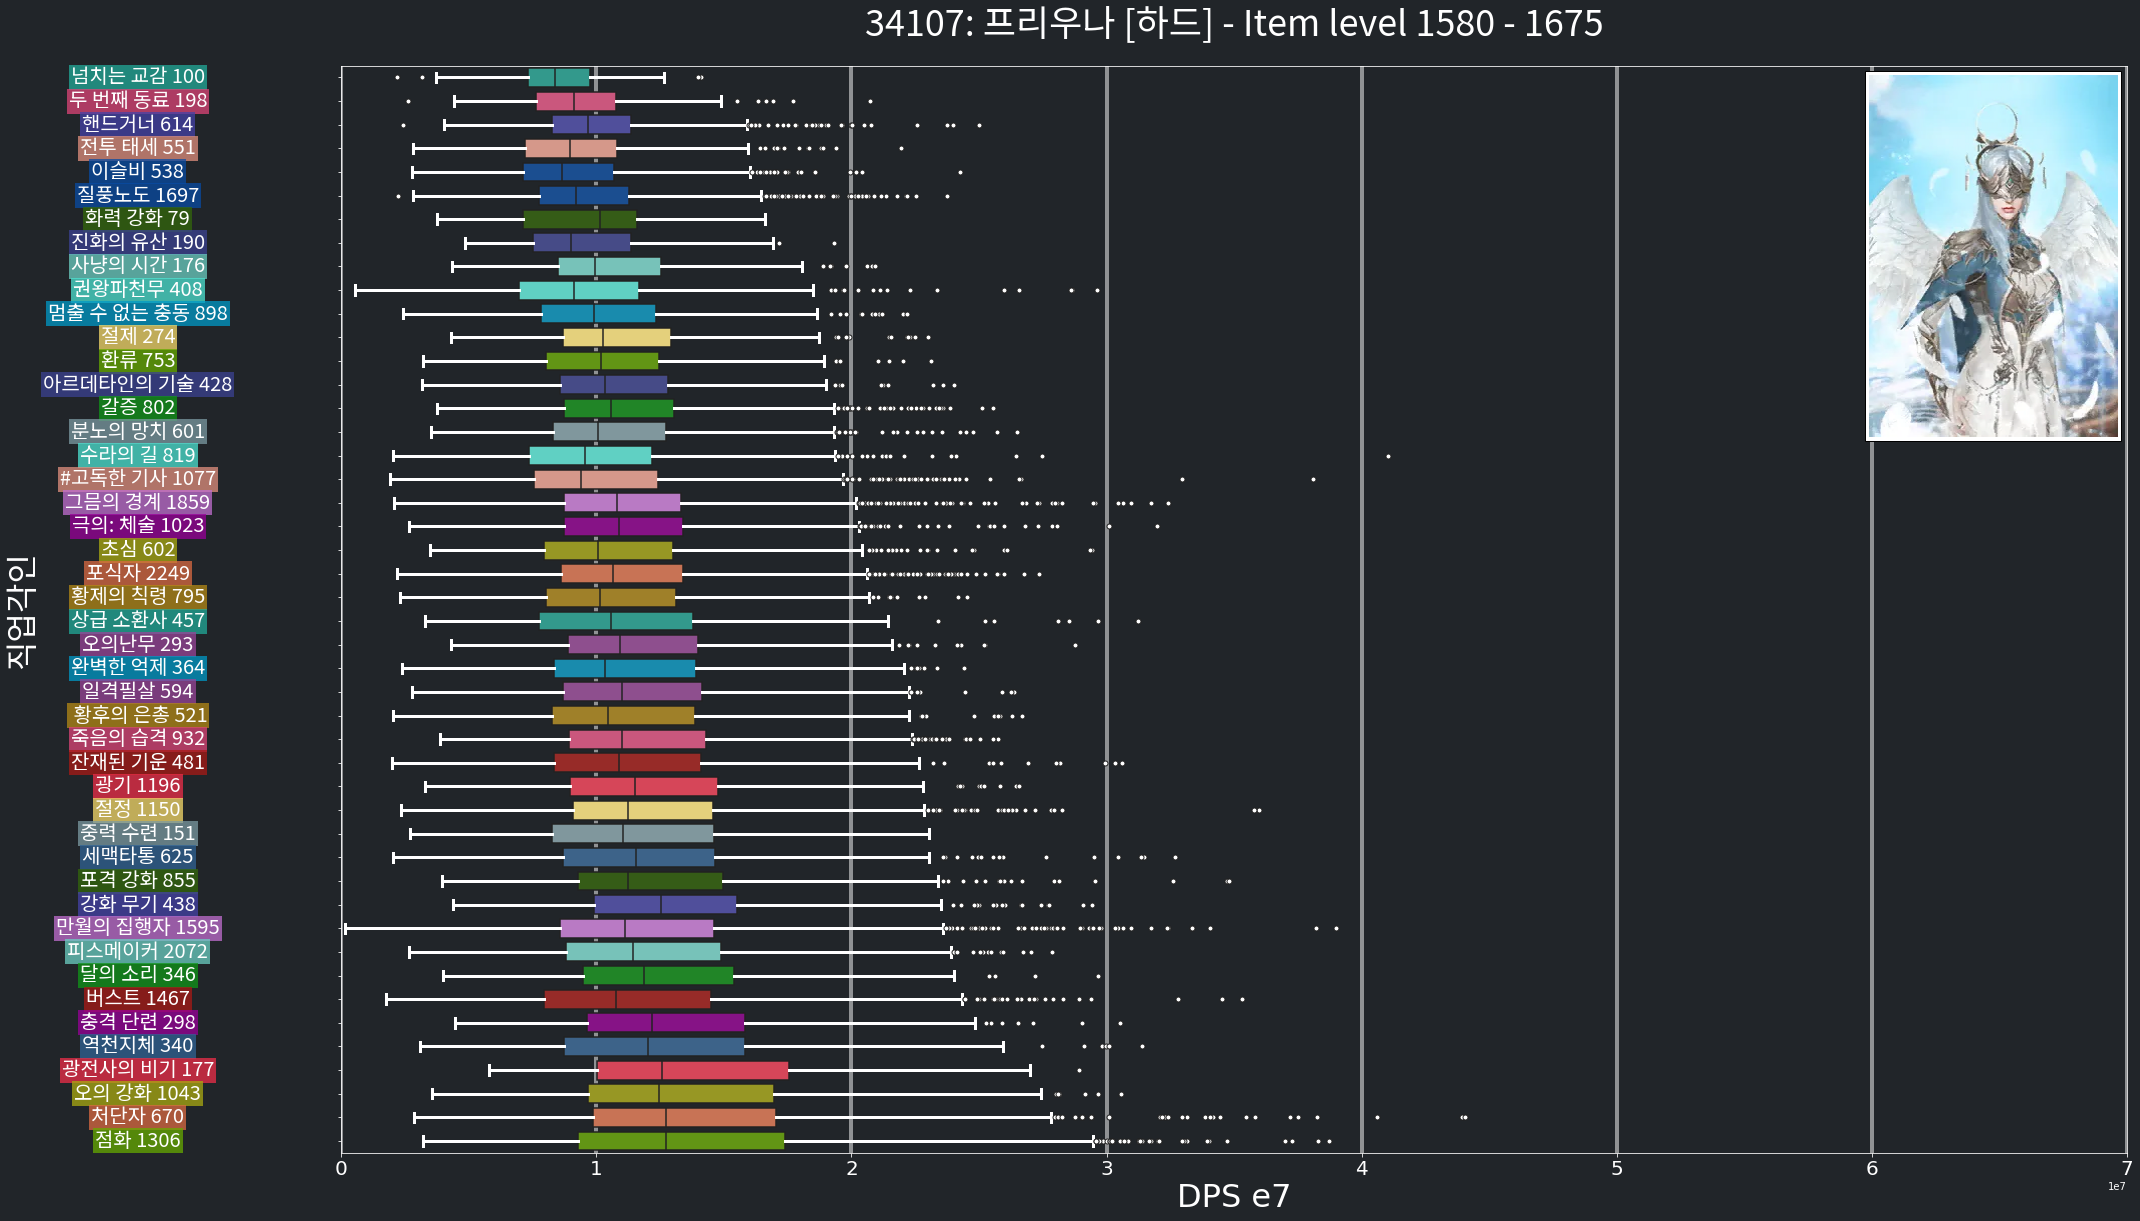 34107: 프리우나 [하드] - Item level 1580 - 1675
넘치는 교감 100
두 번째 동료 198
핸드거너 614
전투 태세 551
이슬비 538
질풍노도 1697
화력 강화 79
진화의 유산 190
사냥의 시간 176
권왕파천무 408
멈출 수 없는 충동 898
절제 274
환류 753
아르데타인의 기술 428
갈증 802
분노의 망치 601
수라의 길 819
#고독한 기사 1077
그믐의 경계 1859
극의: 체술 1023
초심 602
포식자 2249
황제의 칙령 795
상급 소환사 457
오의난무 293
완벽한 억제 364
일격필살 594
황후의 은총 521
죽음의 습격 932
잔재된 기운 481
광기 1196
절정 1150
중력 수련 151
세맥타통 625
포격 강화 855
강화 무기 438
만월의 집행자 1595
피스메이커 2072
달의 소리 346
버스트 1467
충격 단련 298
역천지체 340
광전사의 비기 177
오의 강화 1043
처단자 670
점화 1306
직업각인
0 1 2 3 4 5 6 7
DPS e7
1e7